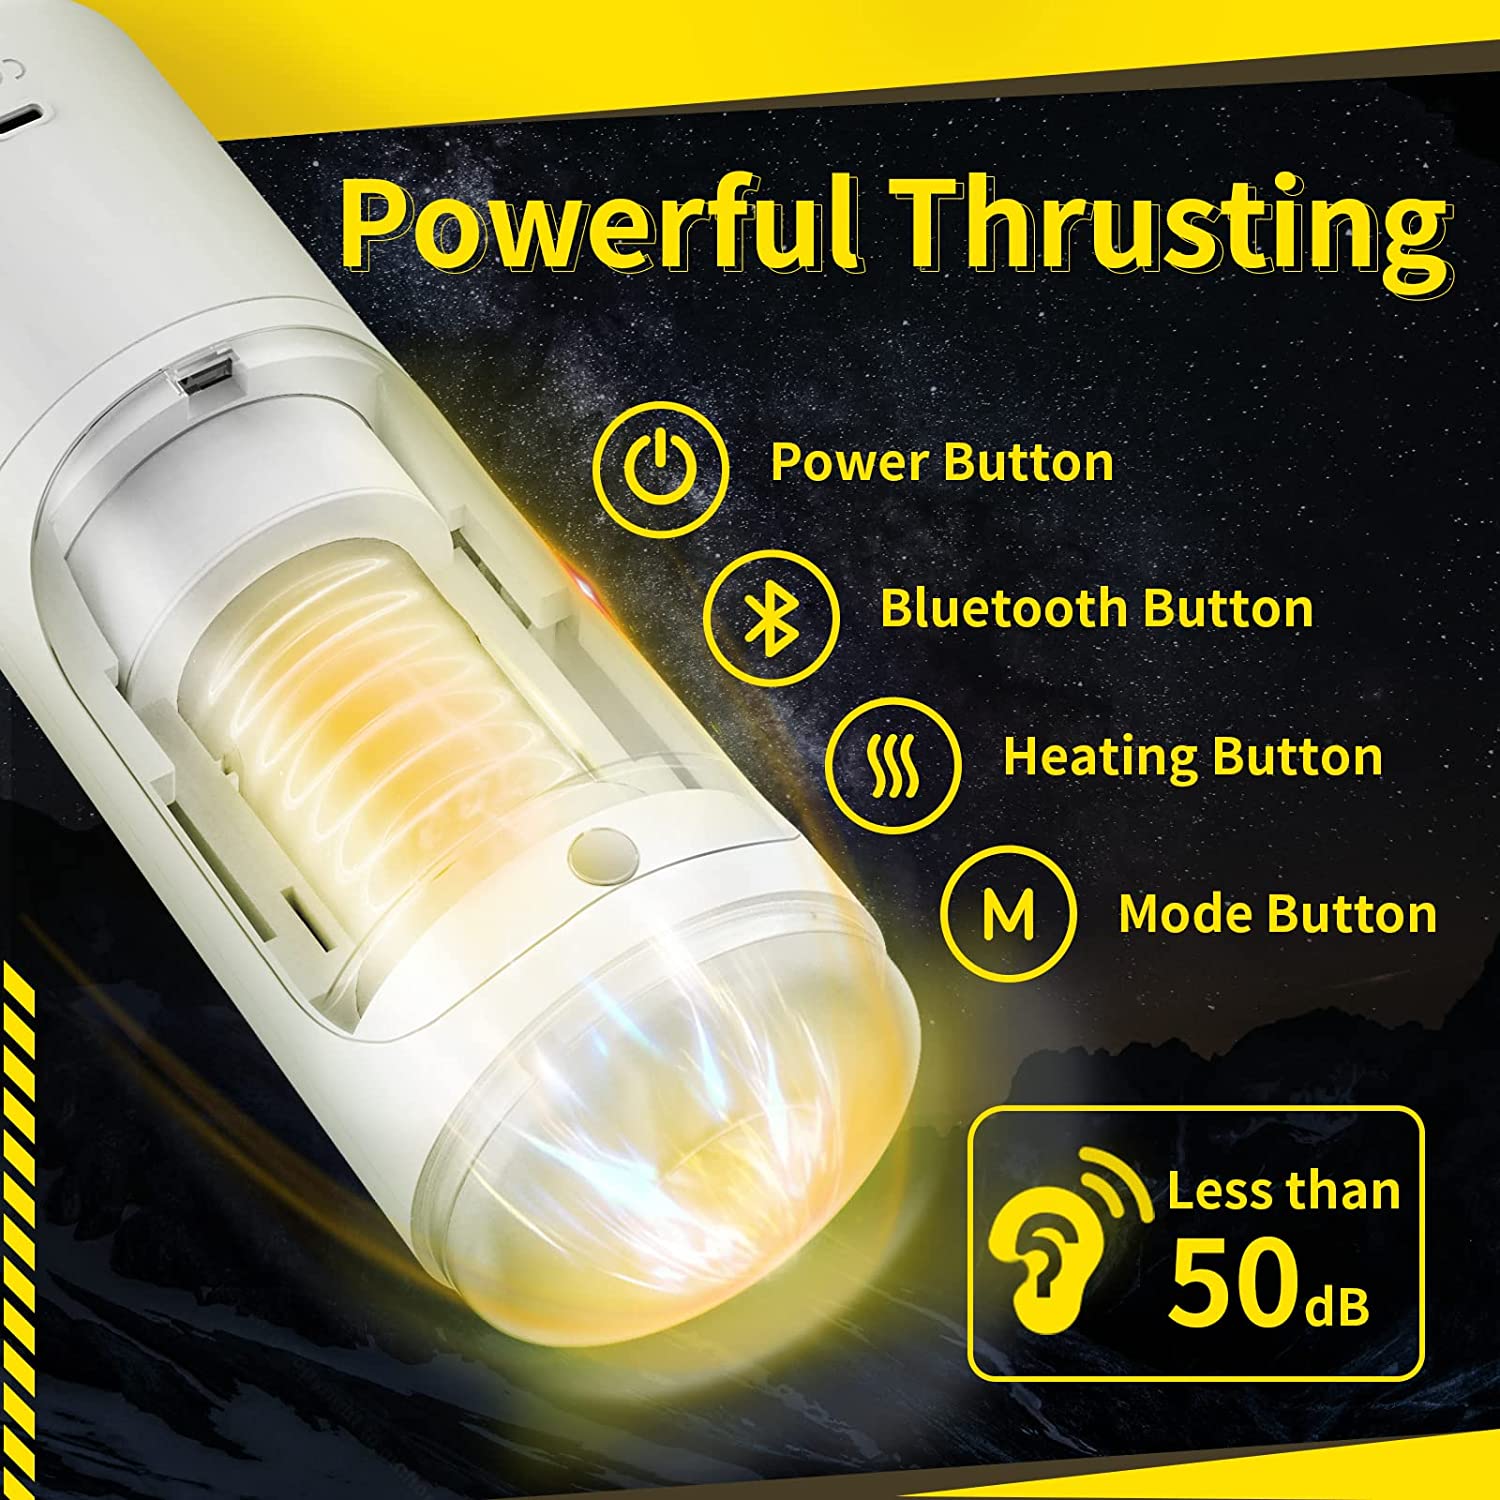 Powerful Thrusting
Power Button
Bluetooth Button
Heating Button
M
Mode Button
Less than
50dB